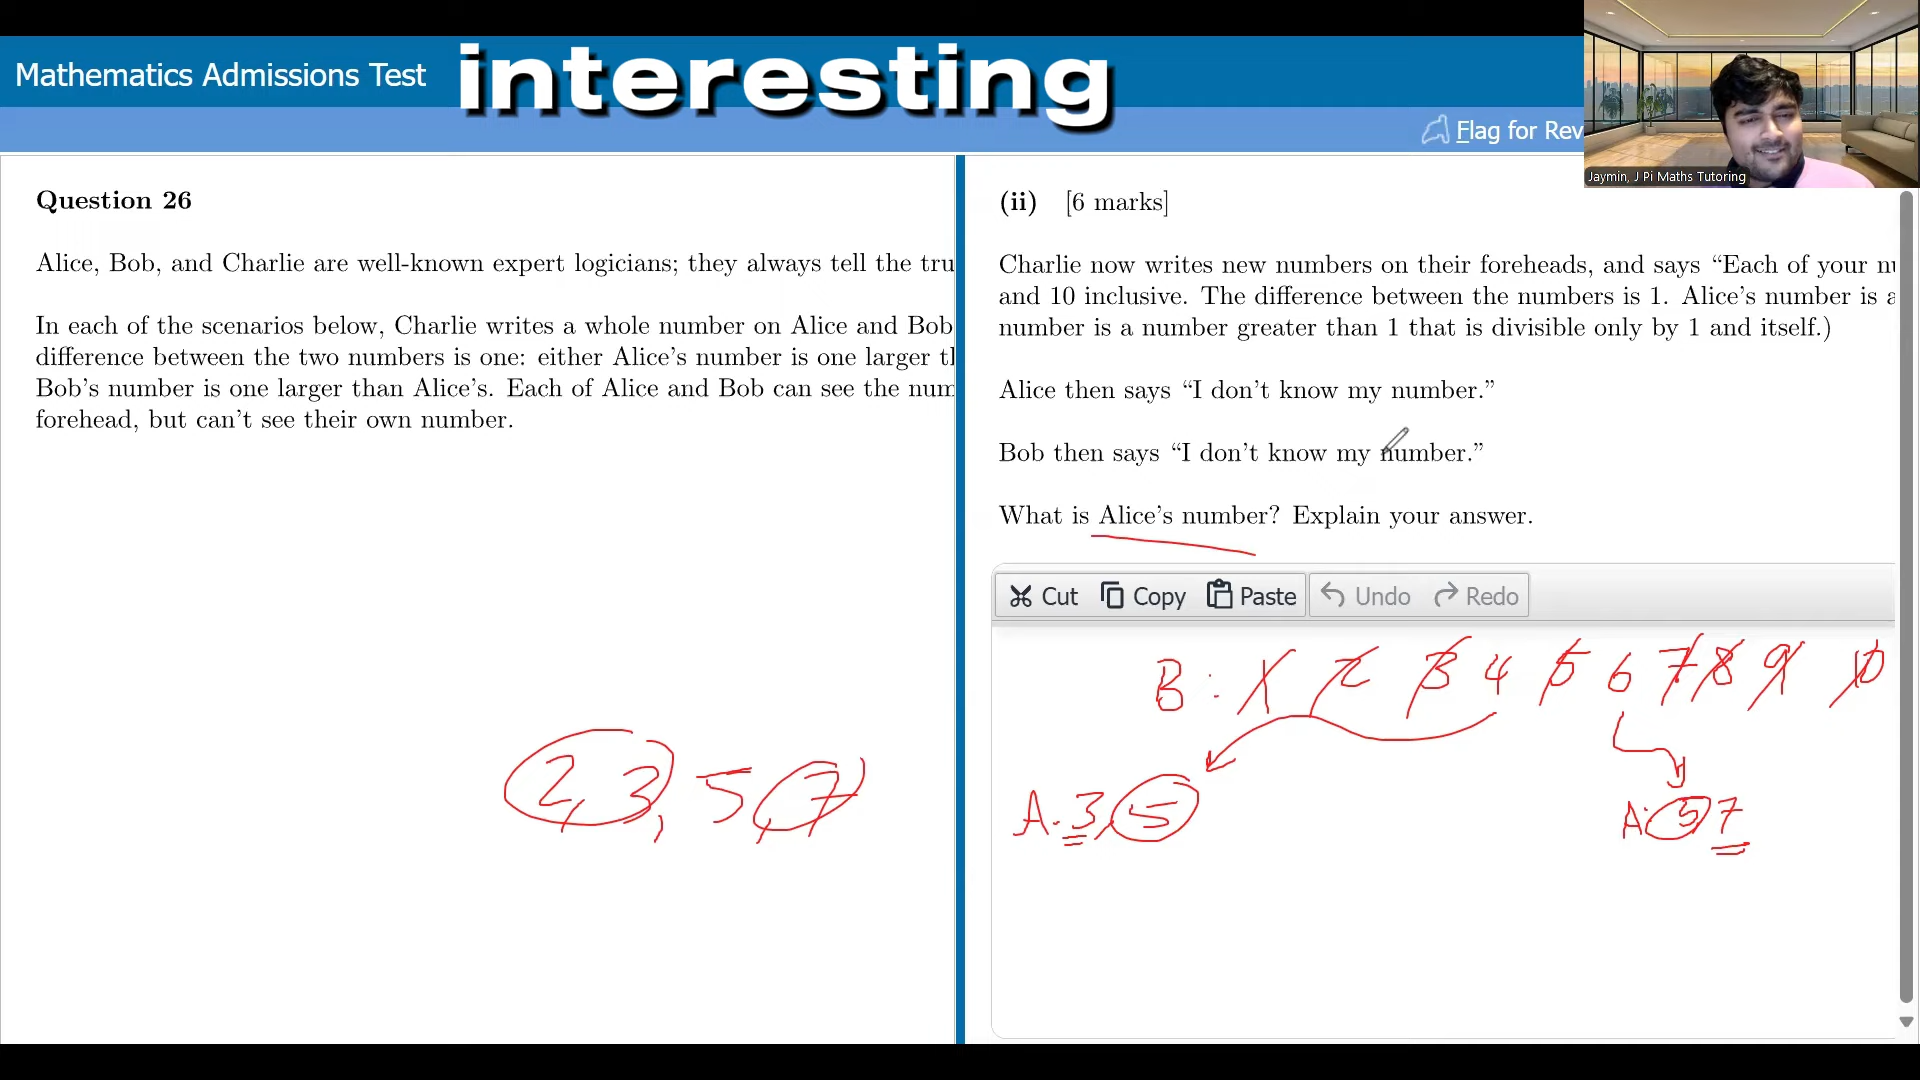 Mathematics Admissions Test
interesting
Flag for Rev
Jaymin, J Pi Maths Tutoring
Question 26
Alice, Bob, and Charlie are well-known expert logicians; they always tell the tru
In each of the scenarios below, Charlie writes a whole number on Alice and Bob
difference between the two numbers is one: either Alice's number is one larger th
Bob's number is one larger than Alice's. Each of Alice and Bob can see the num
forehead, but can't see their own number.
2, 3, 5, 7
(ii) [6 marks]
Charlie now writes new numbers on their foreheads, and says “Each of your nu
and 10 inclusive. The difference between the numbers is 1. Alice's number is a
number is a number greater than 1 that is divisible only by 1 and itself.)
Alice then says “I don't know my number.”
Bob then says “I don't know my number.”
What is Alice's number? Explain your answer.
Cut Copy Paste Undo Redo
B: 1 2 3 4 5 6 7 8 9 10
A: 3, 5
A: 5 7